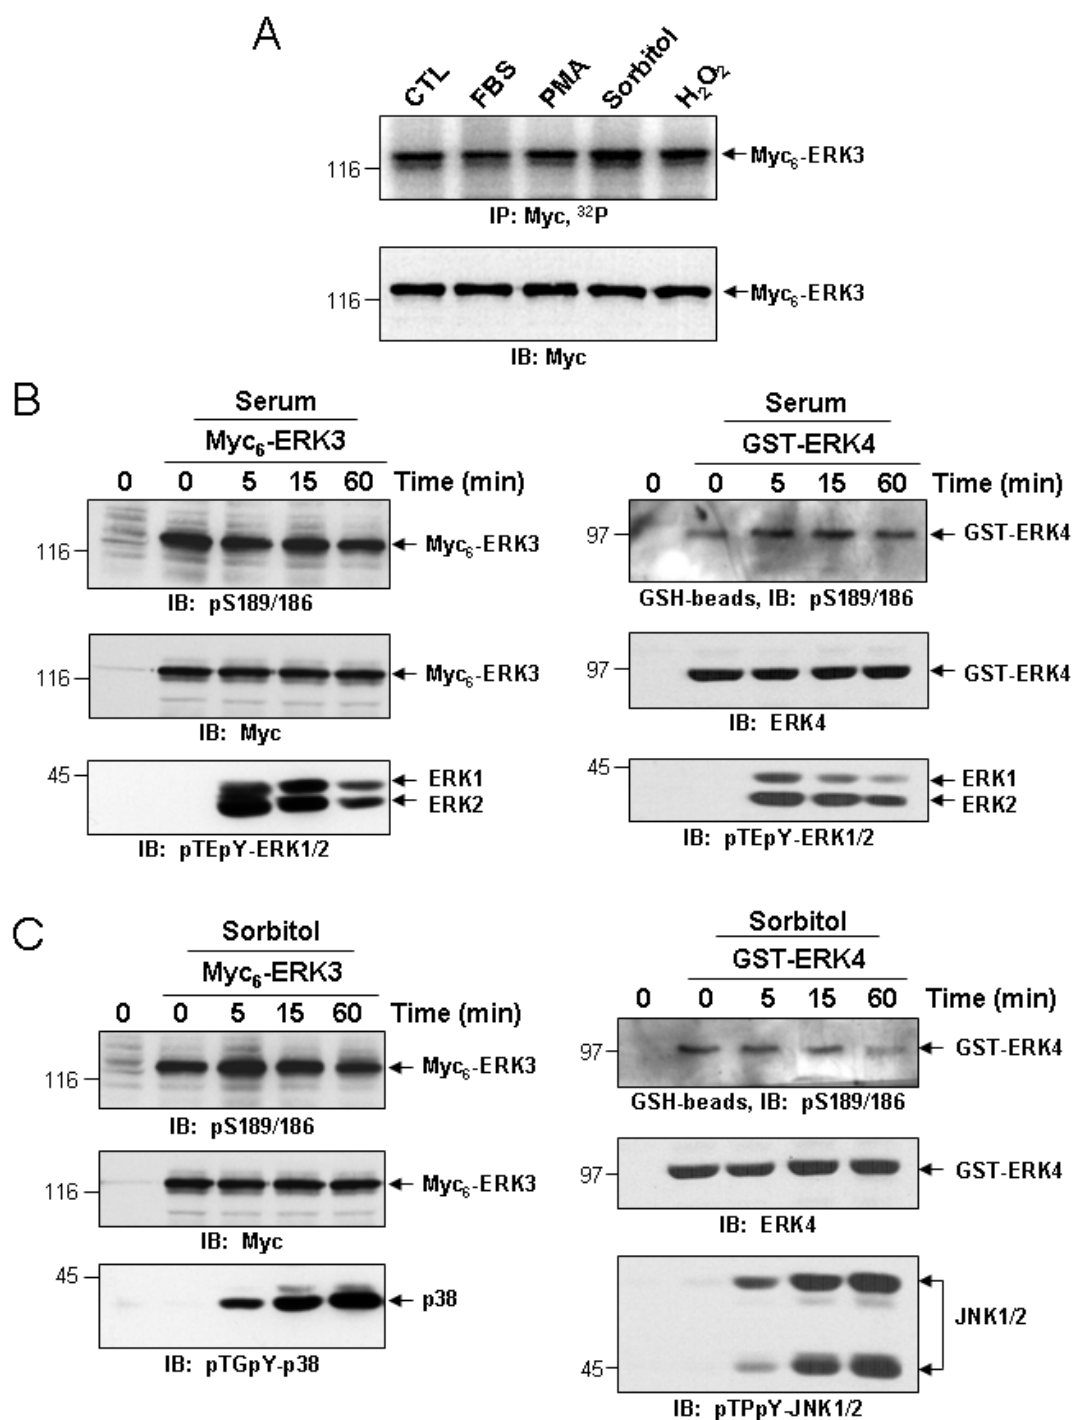 A
CTL FBS PMA Sorbitol H₂O₂
Myc₆-ERK3
116
IP: Myc, ³²P
Myc₆-ERK3
116
IB: Myc
B
Serum
Myc₆-ERK3
0 0 5 15 60 Time (min)
116
Myc₆-ERK3
IB: pS189/186
116
Myc₆-ERK3
IB: Myc
45
ERK1
ERK2
IB: pTEpY-ERK1/2
Serum
GST-ERK4
0 0 5 15 60 Time (min)
97
GST-ERK4
GSH-beads, IB: pS189/186
97
GST-ERK4
IB: ERK4
45
ERK1
ERK2
IB: pTEpY-ERK1/2
C
Sorbitol
Myc₆-ERK3
0 0 5 15 60 Time (min)
116
Myc₆-ERK3
IB: pS189/186
116
Myc₆-ERK3
IB: Myc
45
p38
IB: pTGpY-p38
Sorbitol
GST-ERK4
0 0 5 15 60 Time (min)
97
GST-ERK4
GSH-beads, IB: pS189/186
97
GST-ERK4
IB: ERK4
JNK1/2
45
IB: pTPpY-JNK1/2